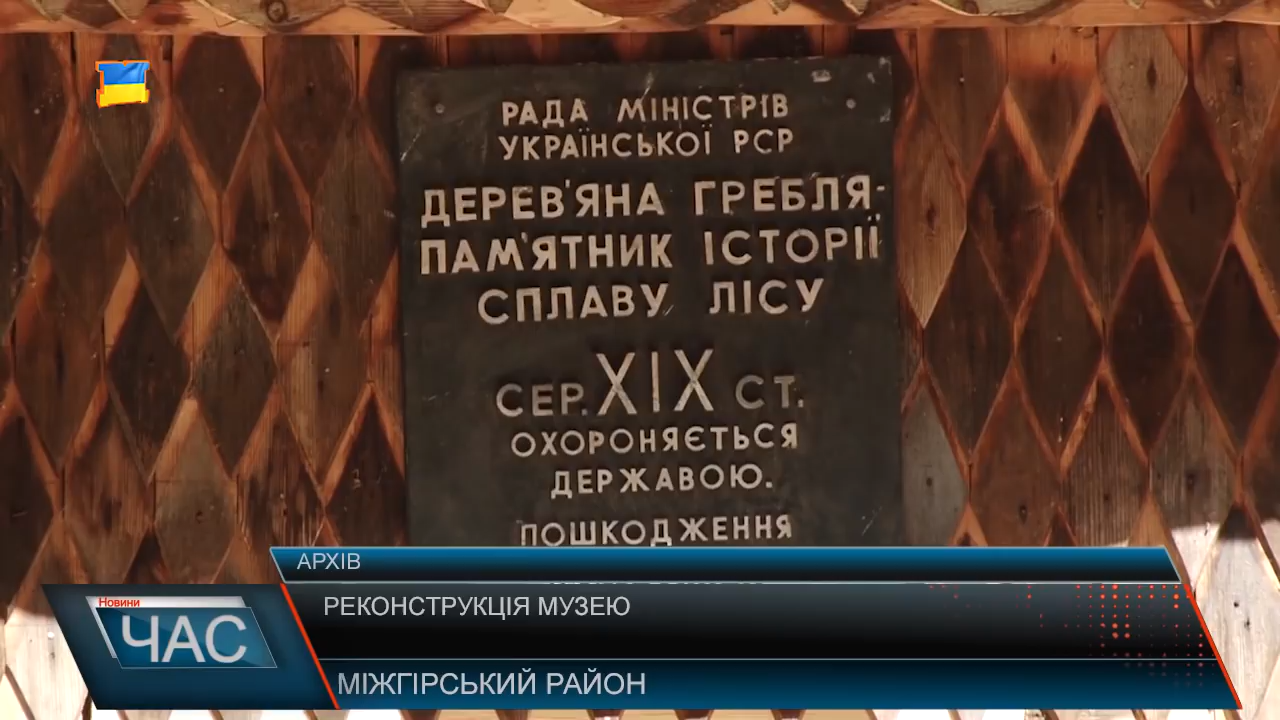 РАДА МІНІСТРІВ
УКРАЇНСЬКОЇ РСР
ДЕРЕВ'ЯНА ГРЕБЛЯ-
ПАМ'ЯТНИК ІСТОРІЇ
СПЛАВУ ЛІСУ
СЕР. XIX СТ.
ОХОРОНЯЄТЬСЯ
ДЕРЖАВОЮ.
ПОШКОДЖЕННЯ
АРХІВ
Новини
ЧАС
РЕКОНСТРУКЦІЯ МУЗЕЮ
МІЖГІРСЬКИЙ РАЙОН